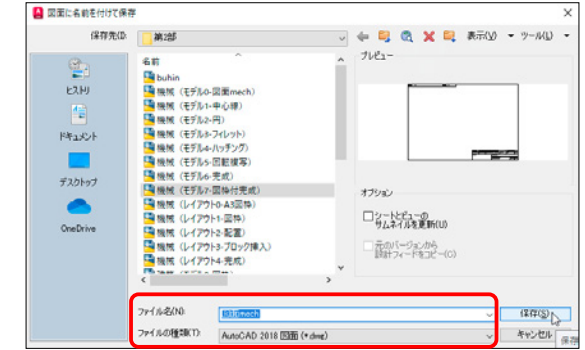 図面に名前を付けて保存
保存先(I):
第2部
表示(V)
ツール(L)
名前
プレビュー
buhin
機械 (モデル0-図面mech)
機械 (モデル1-中心線)
機械 (モデル2-円)
機械 (モデル3-フィレット)
機械 (モデル4-ハッチング)
機械 (モデル5-回転複写)
機械 (モデル6-完成)
機械 (モデル7-図枠付完成)
機械 (レイアウト0-A3図枠)
機械 (レイアウト1-図枠)
機械 (レイアウト2-配置)
機械 (レイアウト3-ブロック挿入)
機械 (レイアウト4-完成)
ヒストリ
ドキュメント
デスクトップ
OneDrive
オプション
シートとビューの
サムネイルを更新(U)
元のバージョンから
設計フィードをコピー(C)
ファイル名(N):
図面mech
保存(S)
ファイルの種類(T):
AutoCAD 2018 図面 (*.dwg)
キャンセル
保存